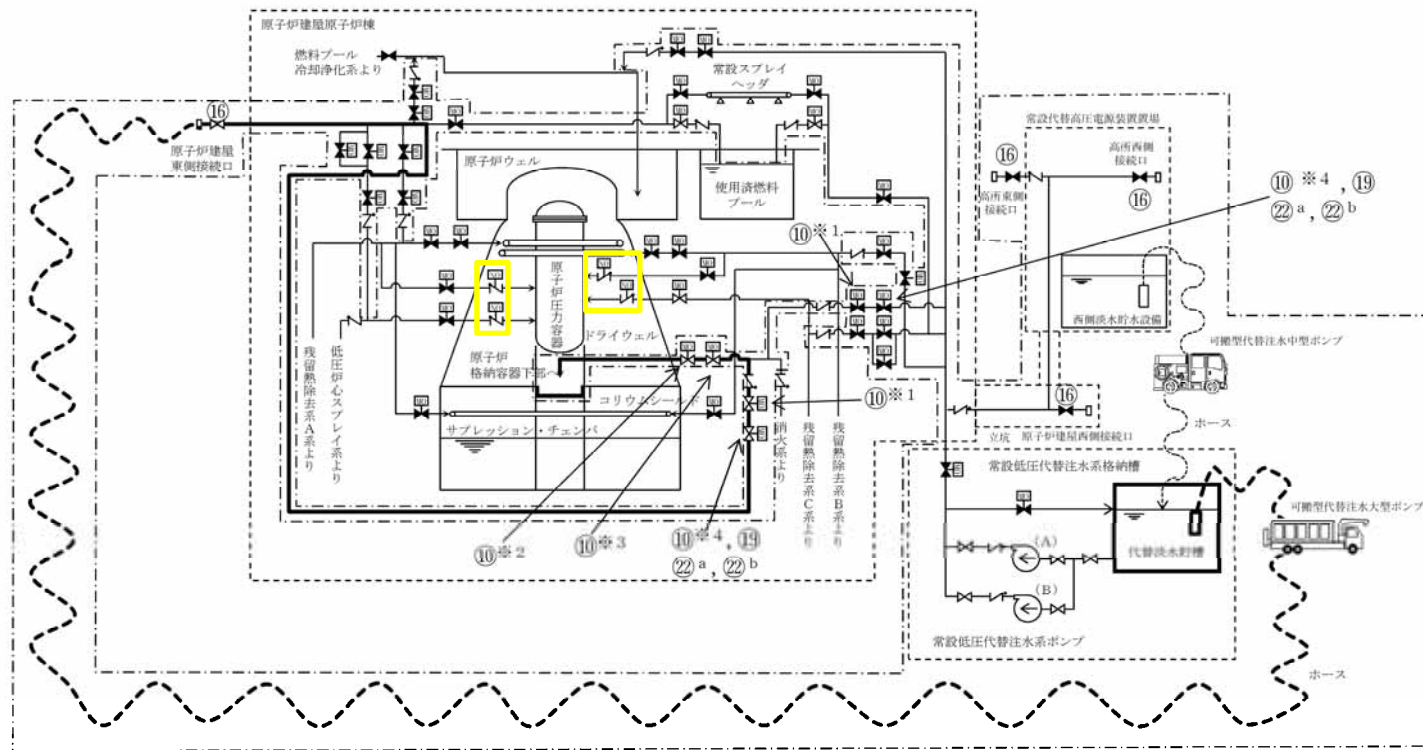 原子炉建屋原子炉棟
燃料プール
冷却浄化系より
常設スプレイ
ヘッダ
⑯
原子炉建屋
東側接続口
原子炉ウェル
使用済燃料
プール
常設代替高圧電源装置置場
高所西側
接続口
⑯
高所東側
接続口
⑯
⑩※4,⑲
㉒a,㉒b
⑩※1
西側淡水貯水設備
可搬型代替注水中型ポンプ
原子炉圧力容器
ドライウェル
原子炉
格納容器下部へ
コリウムシールド
サプレッション・チェンバ
残留熱除去系A系より
低圧炉心スプレイ系より
⑩※1
消火系より
残留熱除去系C系より
残留熱除去系B系より
⑯
立坑 原子炉建屋西側接続口
ホース
⑩※2
⑩※3
⑩※4,⑲
㉒a,㉒b
常設低圧代替注水系格納槽
(A)
代替淡水貯槽
(B)
可搬型代替注水大型ポンプ
常設低圧代替注水系ポンプ
ホース